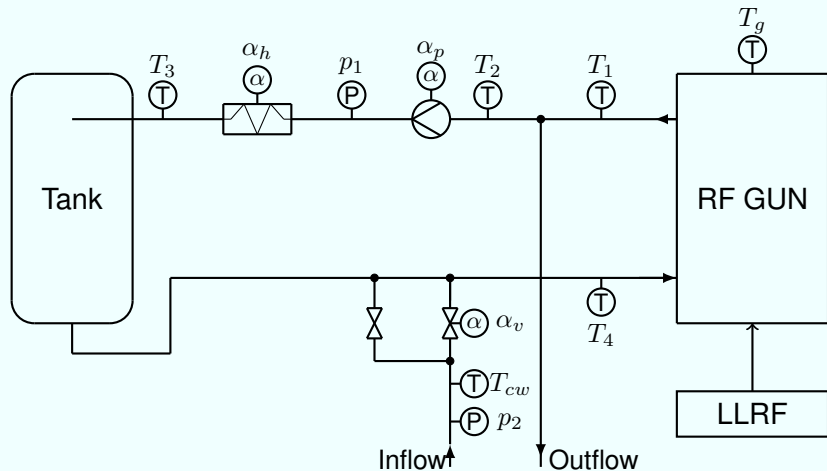 T_g
α_h
α_p
T_3
p_1
T_2
T_1
T
α
α
T
P
T
T
Tank
RF GUN
α
α_v
T
T_4
T
T_cw
P
p_2
LLRF
Inflow
Outflow